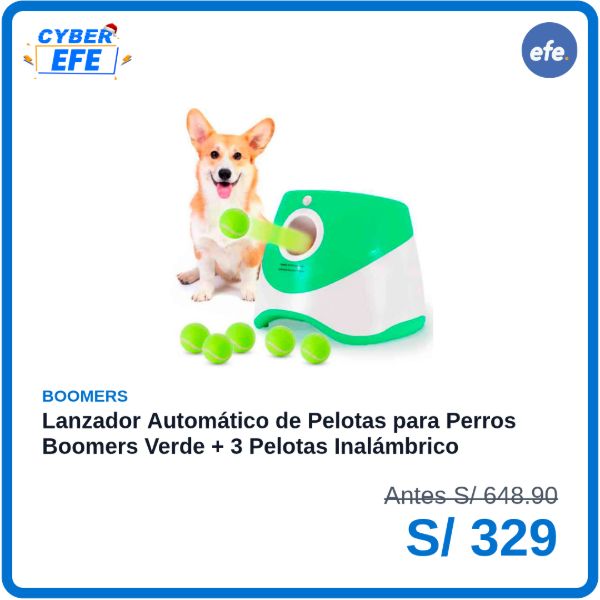 CYBER
EFE
efe.
BOOMERS
Lanzador Automático de Pelotas para Perros
Boomers Verde + 3 Pelotas Inalámbrico
Antes S/ 648.90
S/ 329